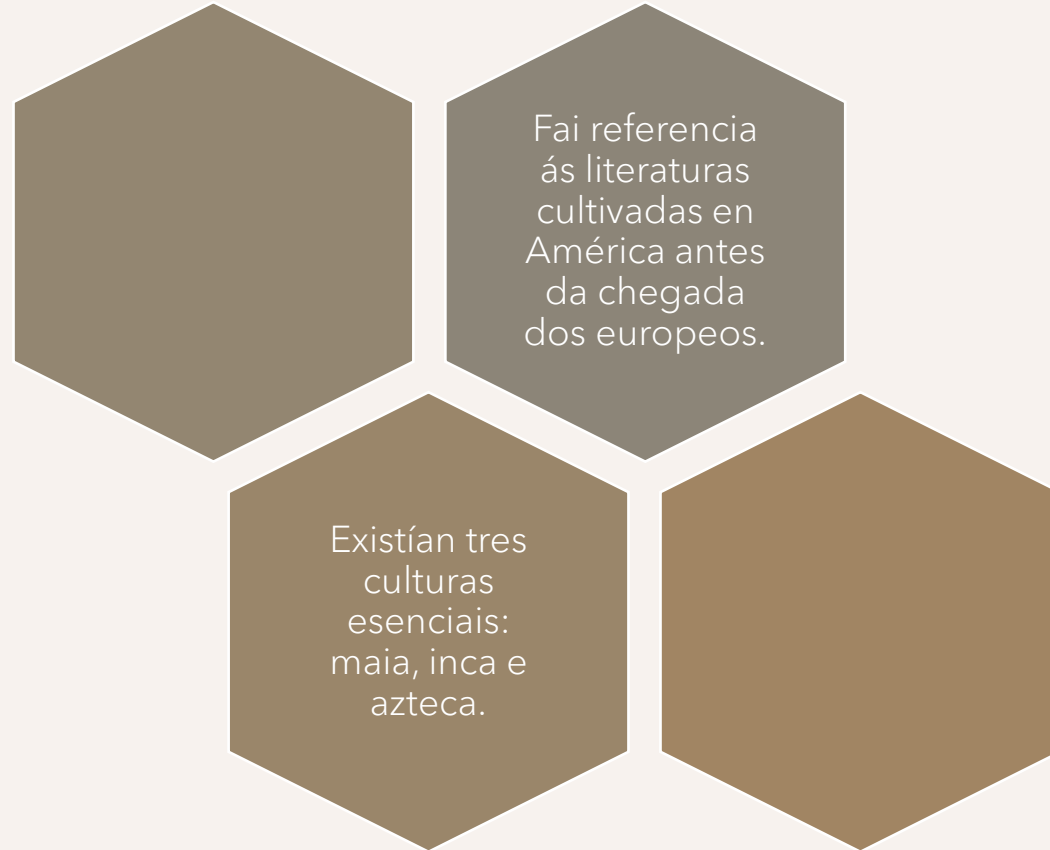 Fai referencia
ás literaturas
cultivadas en
América antes
da chegada
dos europeos.
Existían tres
culturas
esenciais:
maia, inca e
azteca.